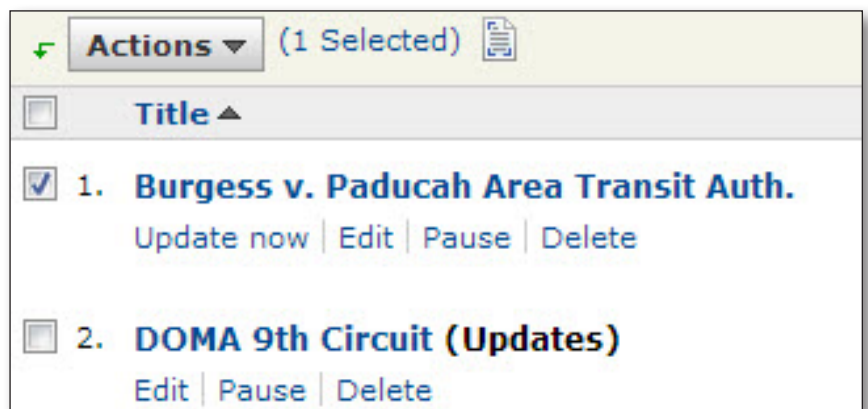 Actions (1 Selected)
Title
1. Burgess v. Paducah Area Transit Auth.
Update now | Edit | Pause | Delete
2. DOMA 9th Circuit (Updates)
Edit | Pause | Delete